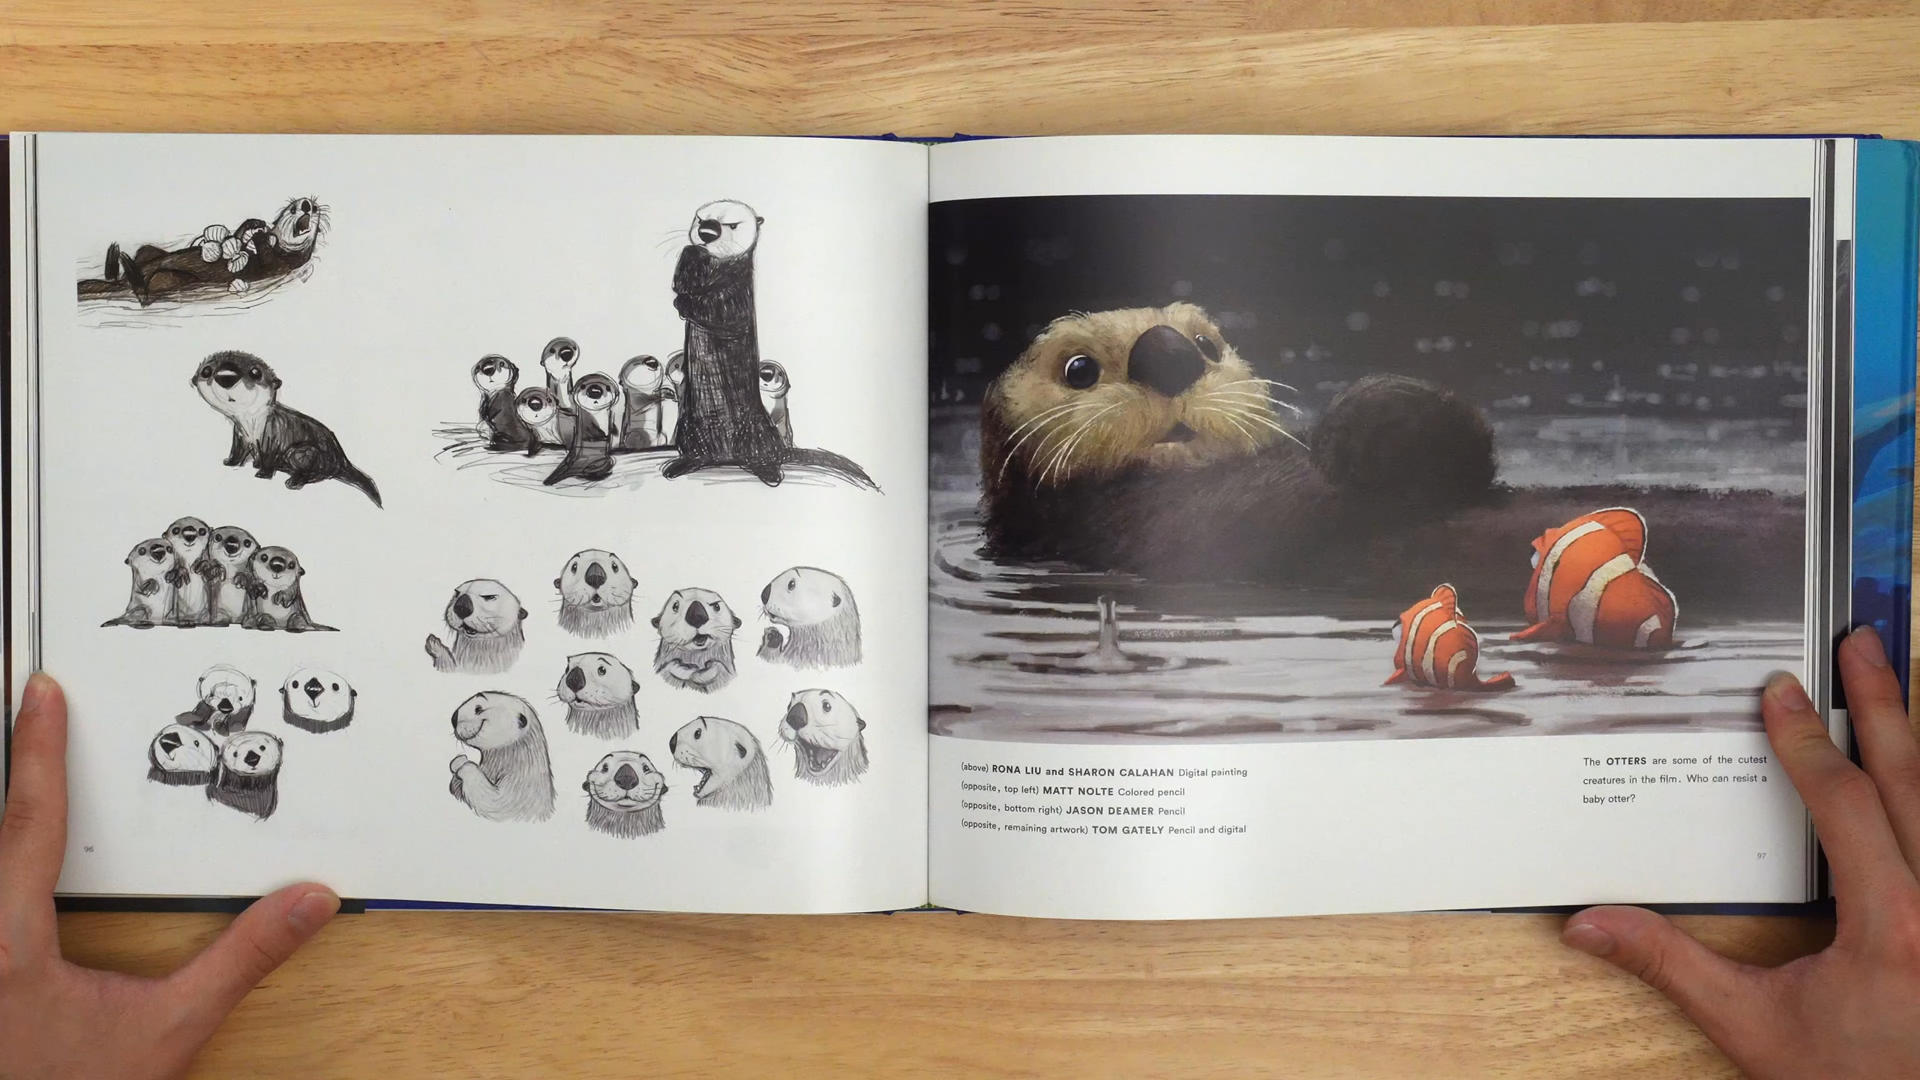 96
(above) RONA LIU and SHARON CALAHAN Digital painting
(opposite, top left) MATT NOLTE Colored pencil
(opposite, bottom right) JASON DEAMER Pencil
(opposite, remaining artwork) TOM GATELY Pencil and digital
The OTTERS are some of the cutest
creatures in the film. Who can resist a
baby otter?
97